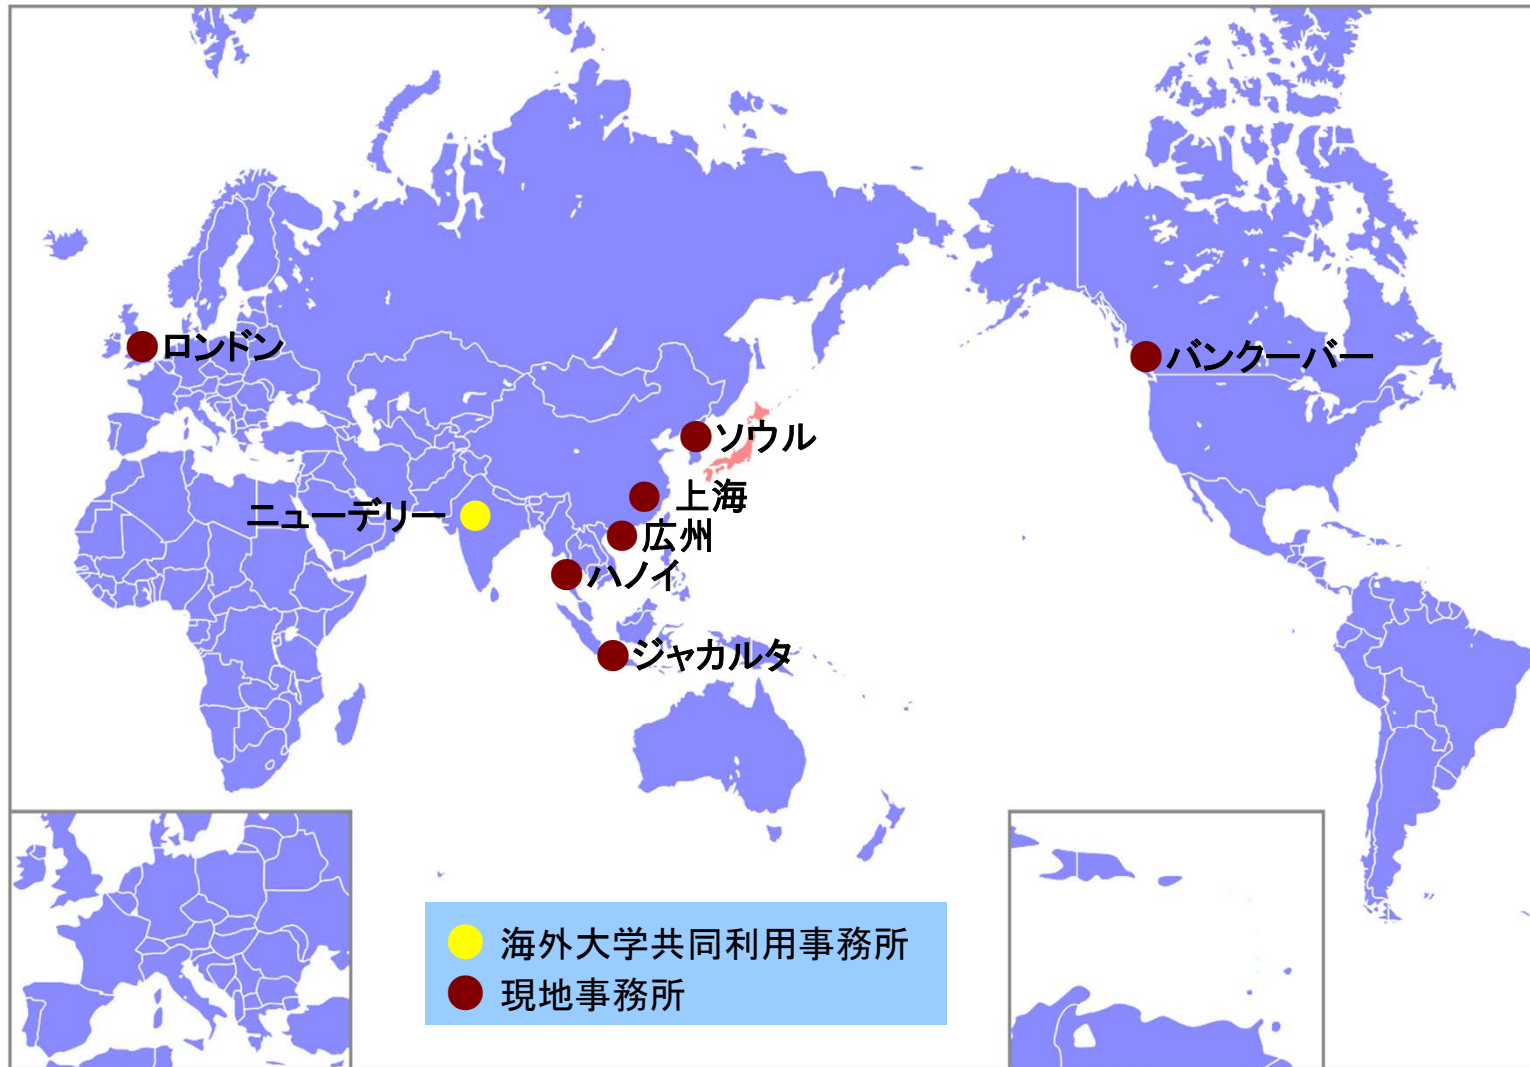 ロンドン
バンクーバー
ソウル
上海
ニューデリー
広州
ハノイ
ジャカルタ
海外大学共同利用事務所
現地事務所